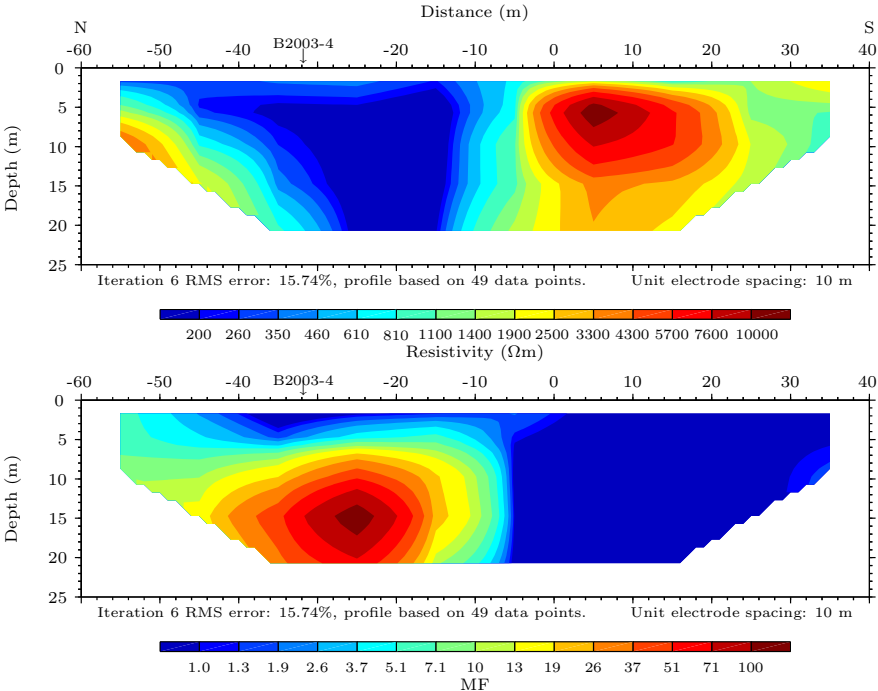 Distance (m)
N S
-60 -50 -40 B2003-4 -20 -10 0 10 20 30 40
↓
0
5
10
15
20
25
Depth (m)
Iteration 6 RMS error: 15.74%, profile based on 49 data points. Unit electrode spacing: 10 m
200 260 350 460 610 810 1100 1400 1900 2500 3300 4300 5700 7600 10000
Resistivity (Ωm)
-60 -50 -40 B2003-4 -20 -10 0 10 20 30 40
↓
0
5
10
15
20
25
Depth (m)
Iteration 6 RMS error: 15.74%, profile based on 49 data points. Unit electrode spacing: 10 m
1.0 1.3 1.9 2.6 3.7 5.1 7.1 10 13 19 26 37 51 71 100
MF